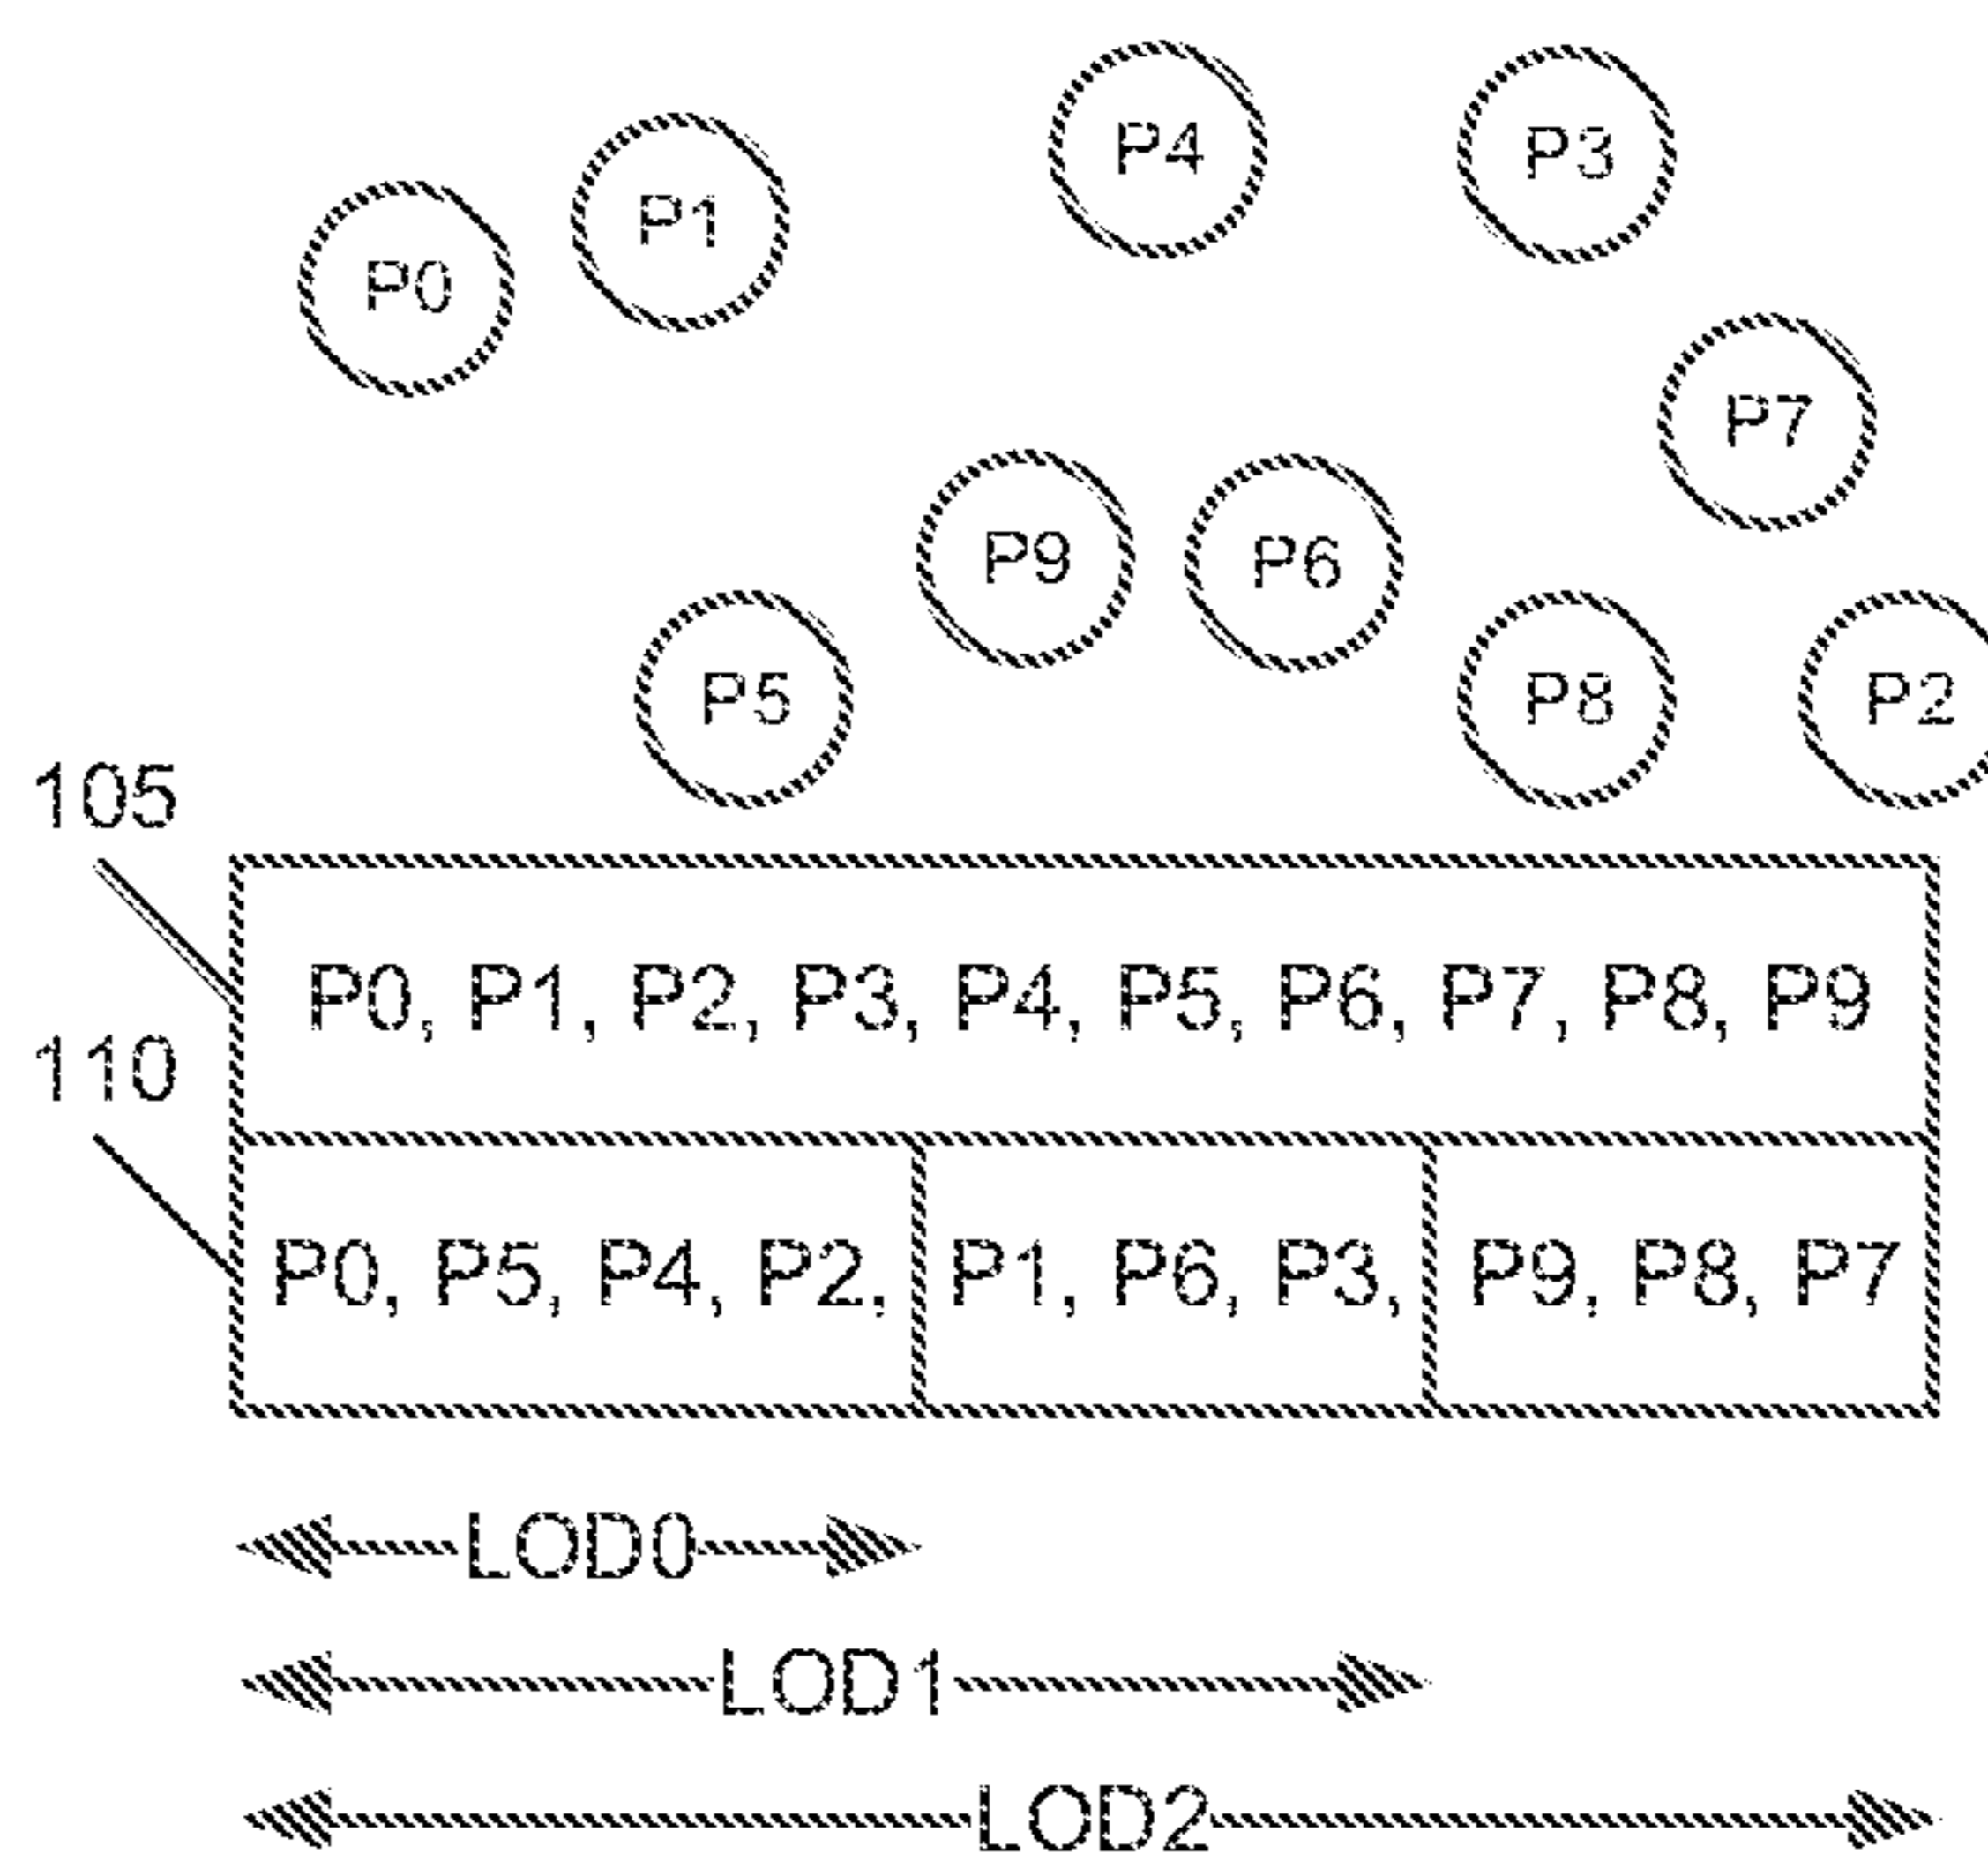 P4 P3
P1
P0
P7
P9 P6
P5 P8 P2
105
P0, P1, P2, P3, P4, P5, P6, P7, P8, P9
110
P0, P5, P4, P2, P1, P6, P3, P9, P8, P7
LOD0
LOD1
LOD2